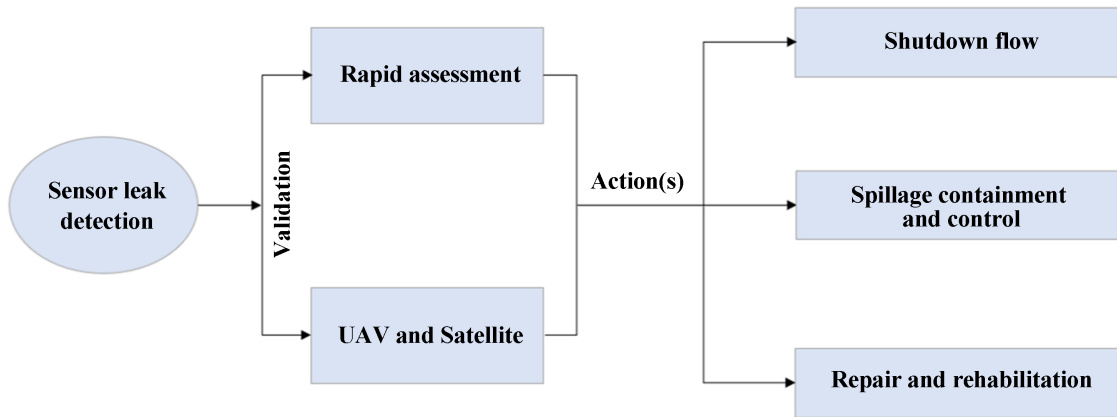 Sensor leak
detection
Validation
Rapid assessment
UAV and Satellite
Action(s)
Shutdown flow
Spillage containment
and control
Repair and rehabilitation